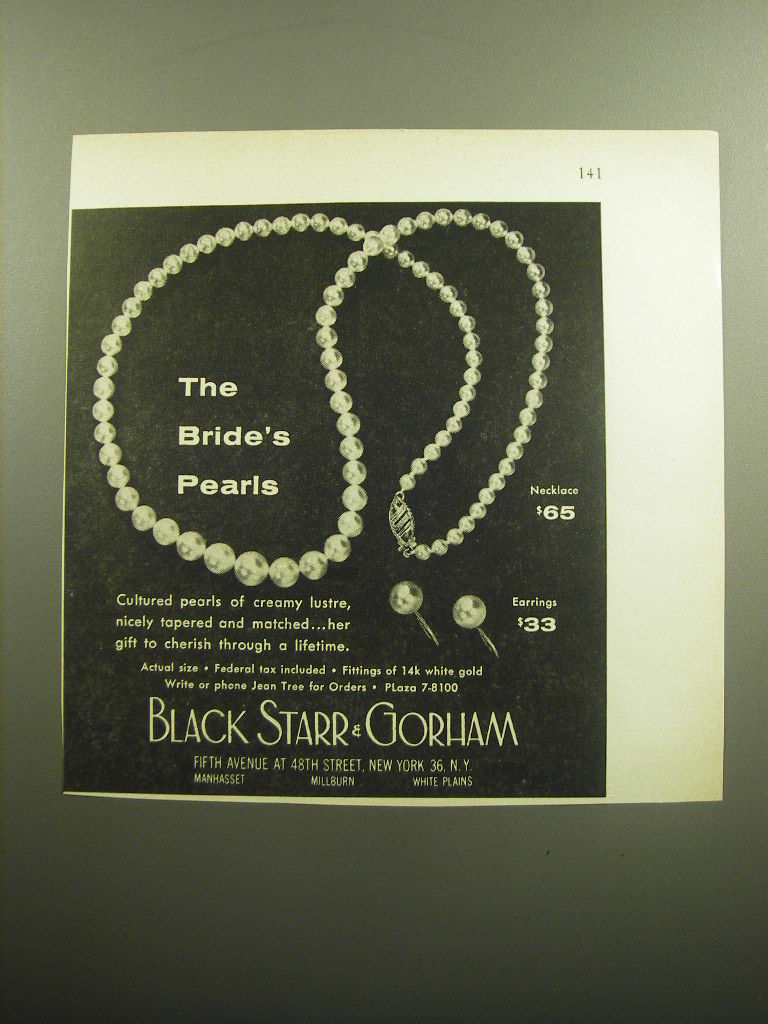 141
The
Bride's
Pearls
Necklace
$65
Cultured pearls of creamy lustre,
nicely tapered and matched...her
gift to cherish through a lifetime.
Earrings
$33
Actual size • Federal tax included • Fittings of 14k white gold
Write or phone Jean Tree for Orders • PLaza 7-8100
BLACK STARR & GORHAM
FIFTH AVENUE AT 48TH STREET, NEW YORK 36, N.Y.
MANHASSET MILLBURN WHITE PLAINS